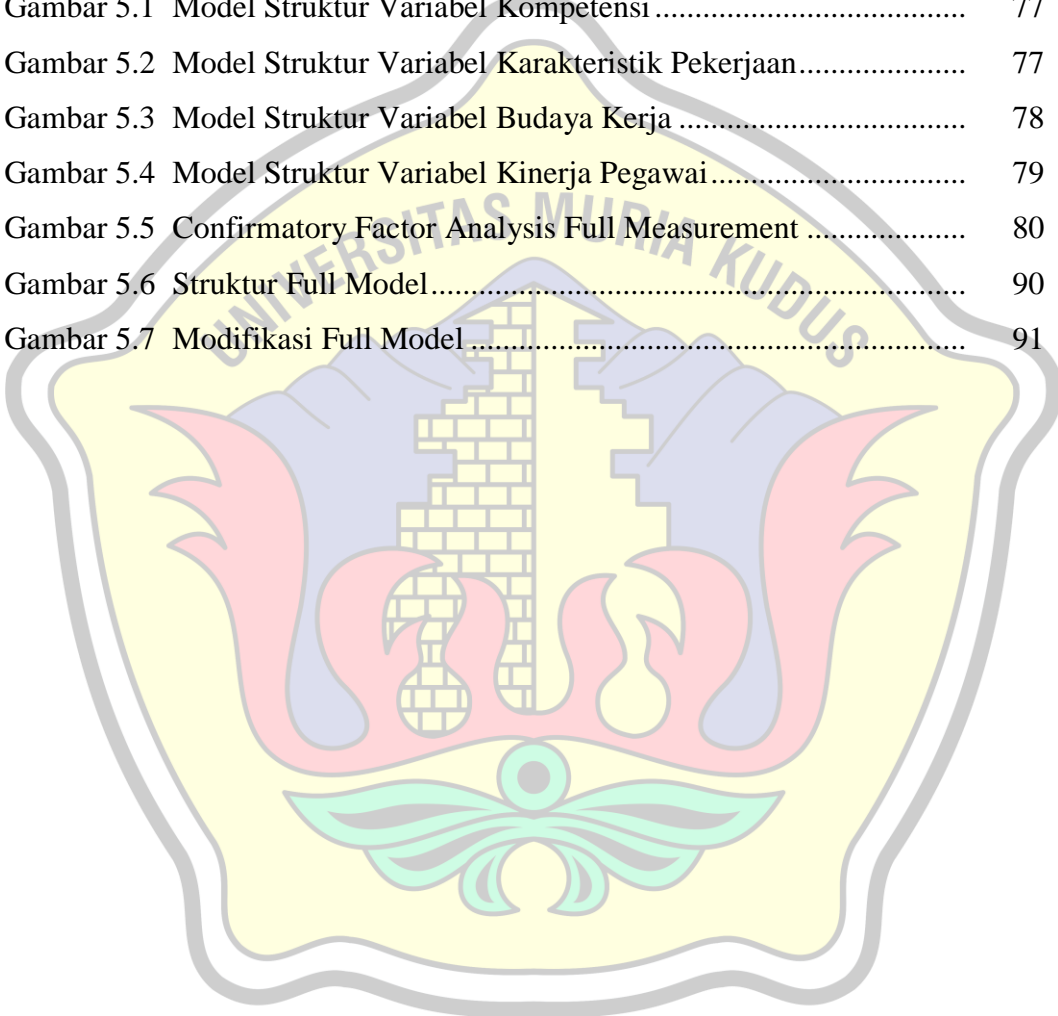 Gambar 5.1 Model Struktur Variabel Kompetensi ...................................... 77
Gambar 5.2 Model Struktur Variabel Karakteristik Pekerjaan.................... 77
Gambar 5.3 Model Struktur Variabel Budaya Kerja .................................. 78
Gambar 5.4 Model Struktur Variabel Kinerja Pegawai.............................. 79
Gambar 5.5 Confirmatory Factor Analysis Full Measurement ................... 80
Gambar 5.6 Struktur Full Model................................................................ 90
Gambar 5.7 Modifikasi Full Model ........................................................... 91
UNIVERSITAS MURIA KUDUS